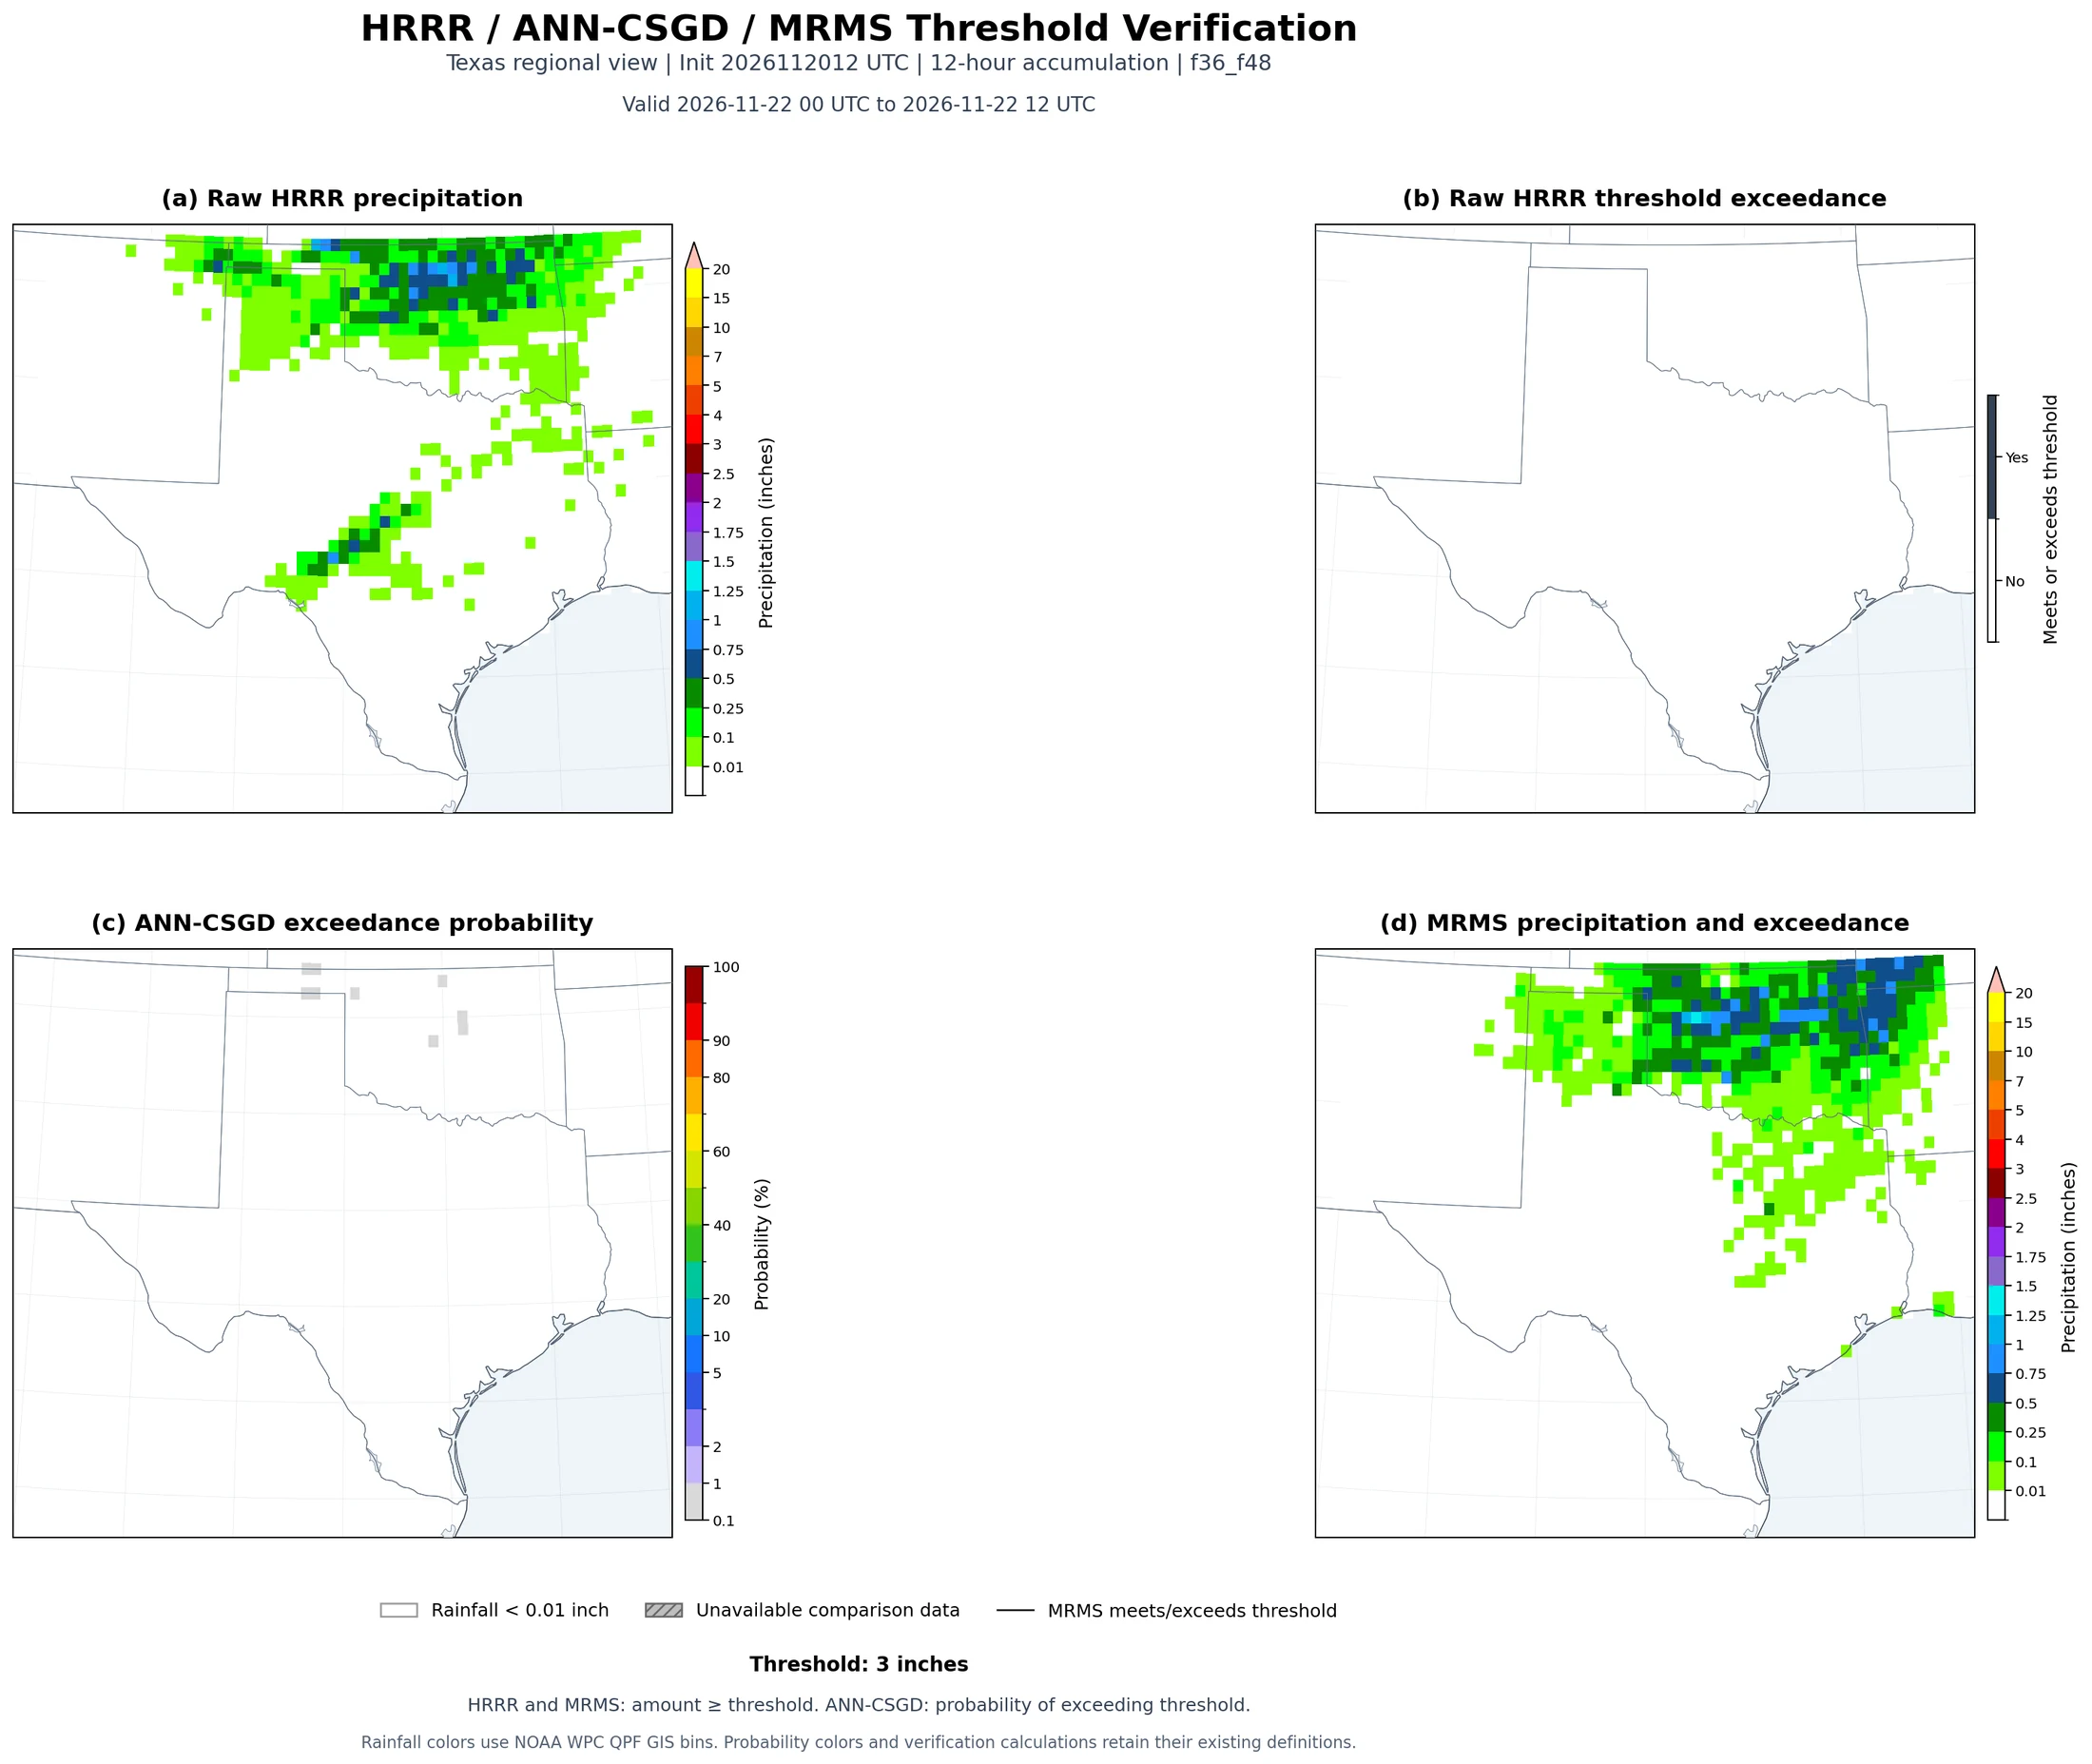 HRRR / ANN-CSGD / MRMS Threshold Verification
Texas regional view | Init 2026112012 UTC | 12-hour accumulation | f36_f48
Valid 2026-11-22 00 UTC to 2026-11-22 12 UTC
(a) Raw HRRR precipitation
20
15
10
7
5
4
3
2.5
2
1.75
1.5
1.25
1
0.75
0.5
0.25
0.1
0.01
Precipitation (inches)
(b) Raw HRRR threshold exceedance
Yes
No
Meets or exceeds threshold
(c) ANN-CSGD exceedance probability
100
90
80
60
40
20
10
5
2
1
0.1
Probability (%)
(d) MRMS precipitation and exceedance
20
15
10
7
5
4
3
2.5
2
1.75
1.5
1.25
1
0.75
0.5
0.25
0.1
0.01
Precipitation (inches)
Rainfall < 0.01 inch
Unavailable comparison data
MRMS meets/exceeds threshold
Threshold: 3 inches
HRRR and MRMS: amount ≥ threshold. ANN-CSGD: probability of exceeding threshold.
Rainfall colors use NOAA WPC QPF GIS bins. Probability colors and verification calculations retain their existing definitions.